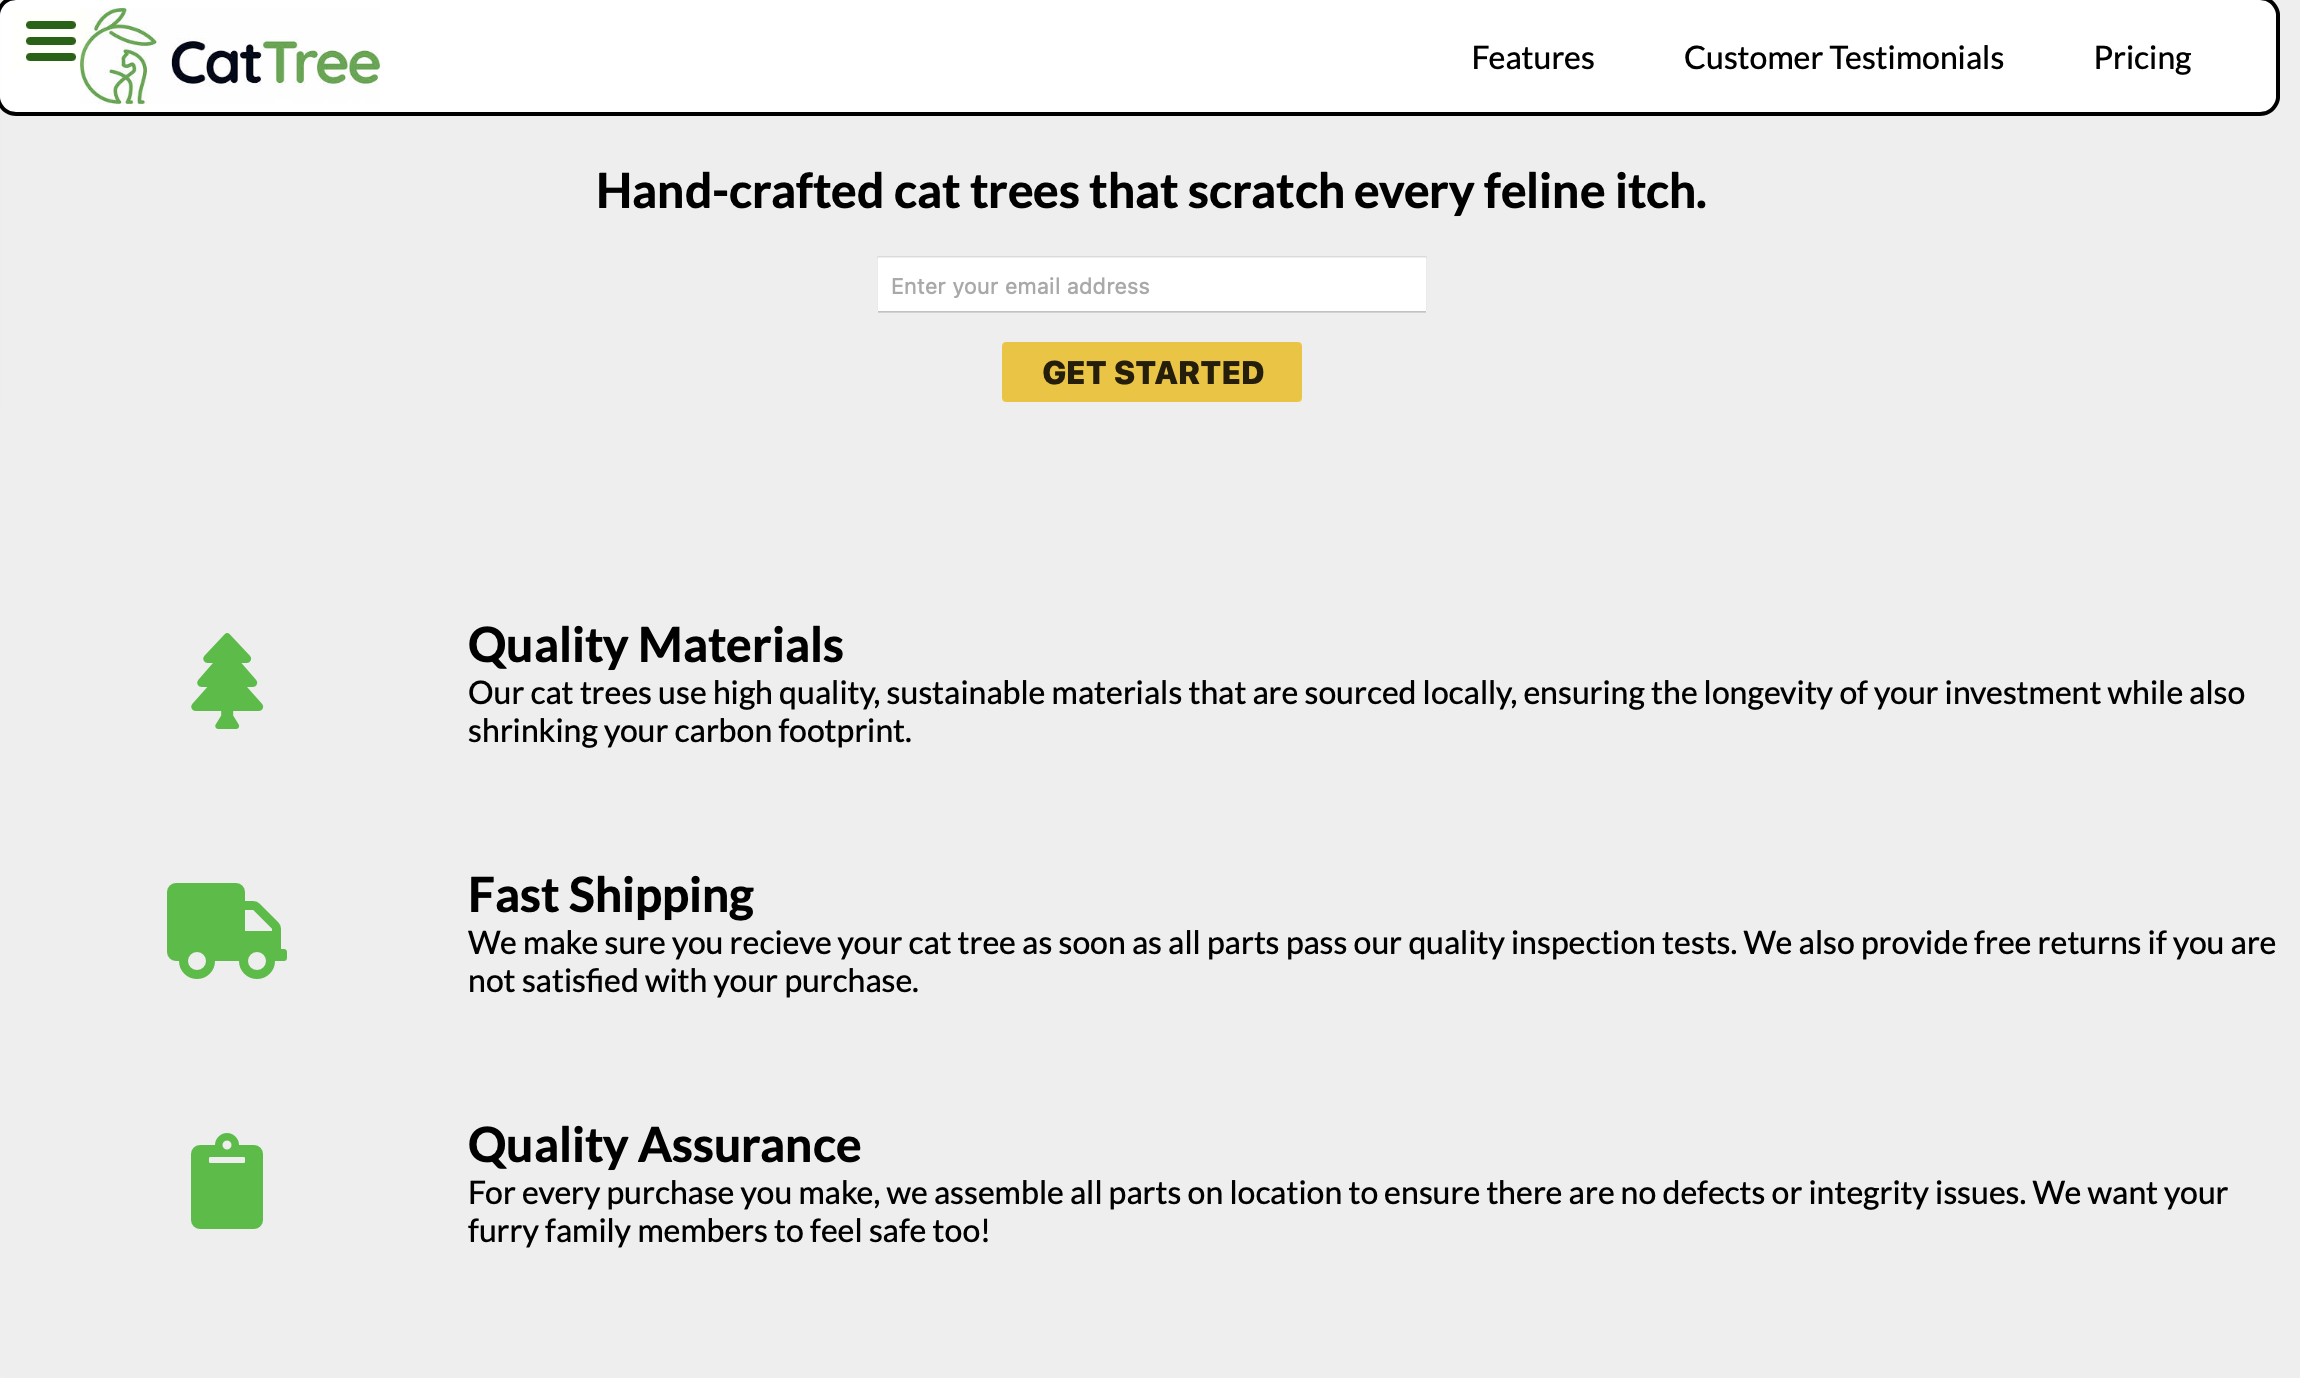 CatTree
Features
Customer Testimonials
Pricing
Hand-crafted cat trees that scratch every feline itch.
Enter your email address
GET STARTED
Quality Materials
Our cat trees use high quality, sustainable materials that are sourced locally, ensuring the longevity of your investment while also
shrinking your carbon footprint.
Fast Shipping
We make sure you recieve your cat tree as soon as all parts pass our quality inspection tests. We also provide free returns if you are
not satisfied with your purchase.
Quality Assurance
For every purchase you make, we assemble all parts on location to ensure there are no defects or integrity issues. We want your
furry family members to feel safe too!